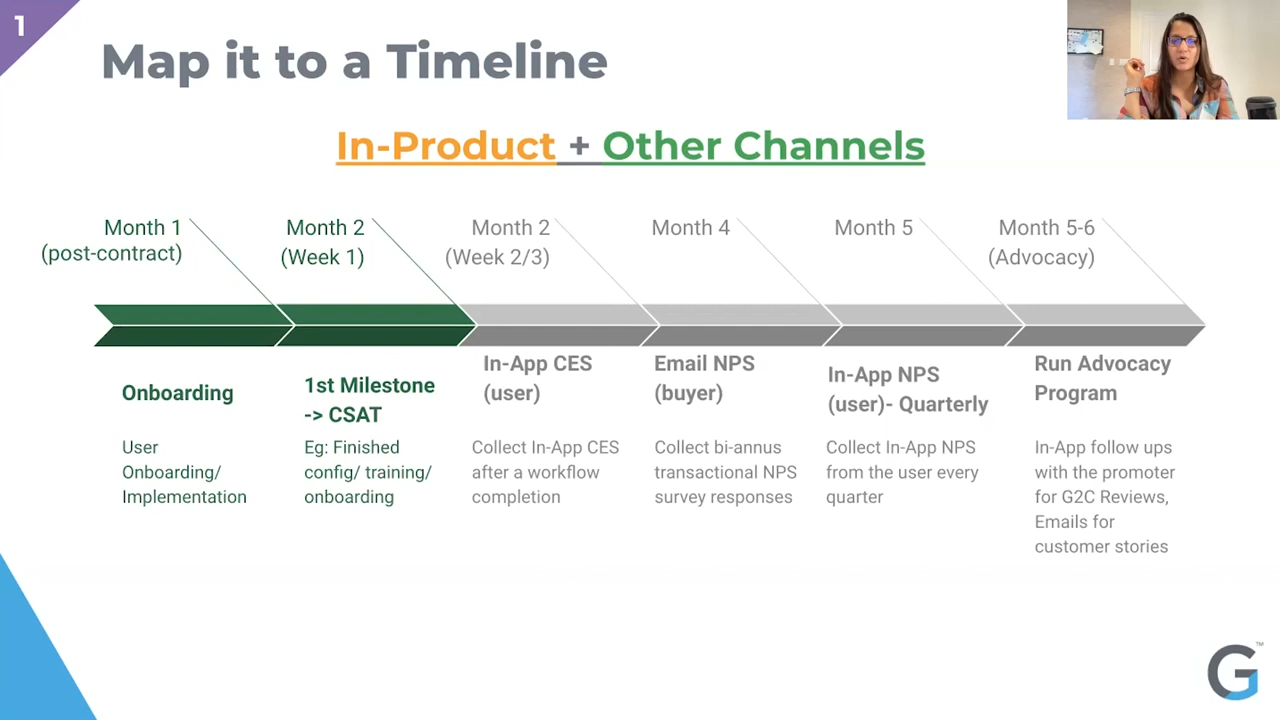 1
Map it to a Timeline
In-Product + Other Channels
Month 1
(post-contract)
Month 2
(Week 1)
Month 2
(Week 2/3)
Month 4
Month 5
Month 5-6
(Advocacy)
Onboarding
User
Onboarding/
Implementation
1st Milestone
-> CSAT
Eg: Finished
config/ training/
onboarding
In-App CES
(user)
Collect In-App CES
after a workflow
completion
Email NPS
(buyer)
Collect bi-annus
transactional NPS
survey responses
In-App NPS
(user)- Quarterly
Collect In-App NPS
from the user every
quarter
Run Advocacy
Program
In-App follow ups
with the promoter
for G2C Reviews,
Emails for
customer stories
G
TM